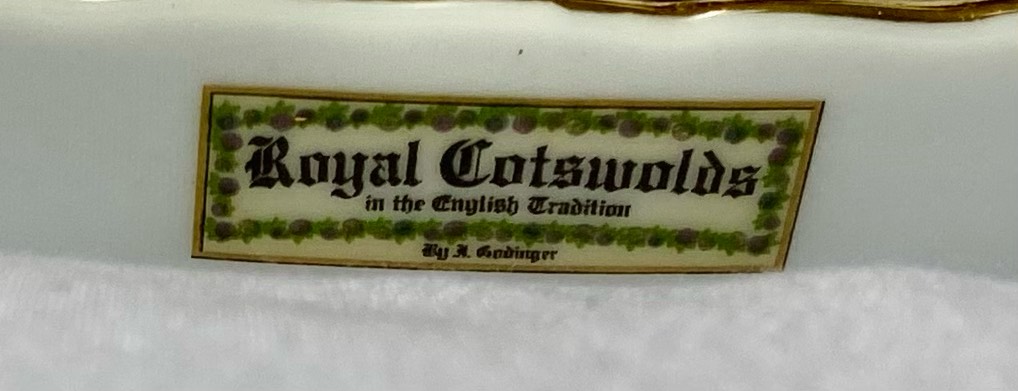 Royal Cotswolds
in the English Tradition
By I. Godinger